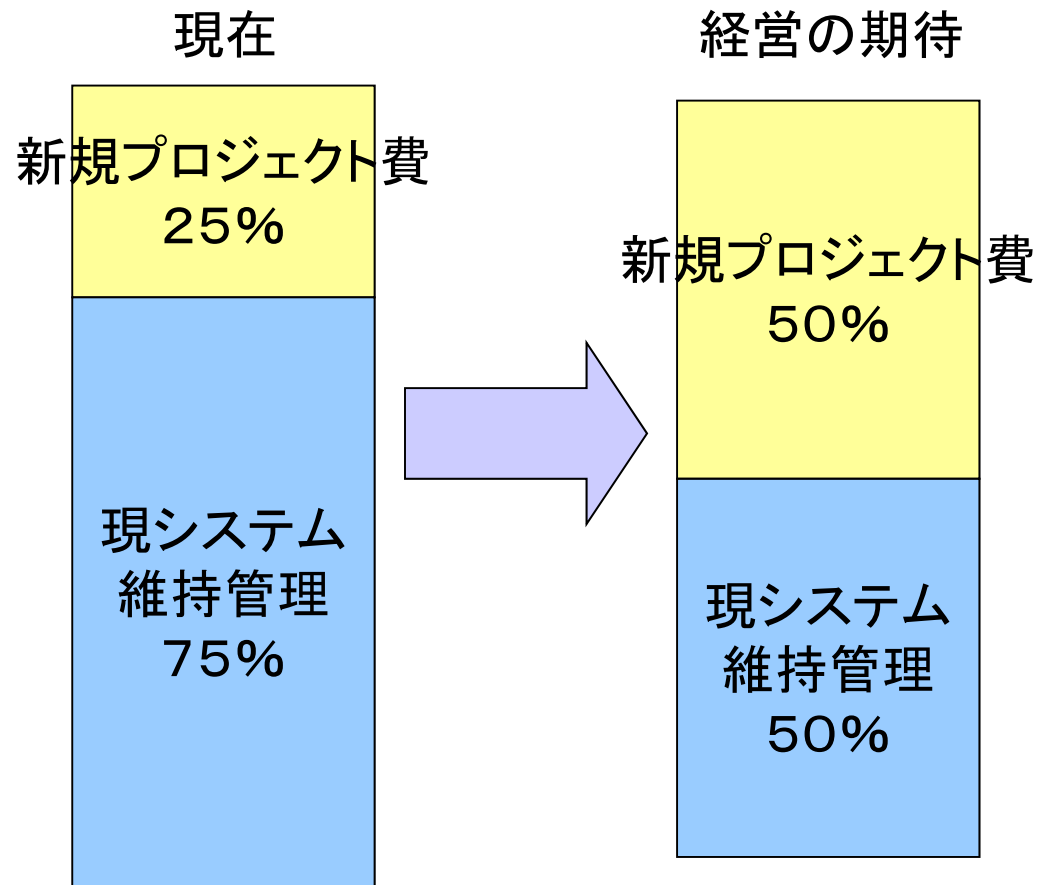 現在
新規プロジェクト費
２５％
現システム
維持管理
７５％
経営の期待
新規プロジェクト費
５０％
現システム
維持管理
５０％